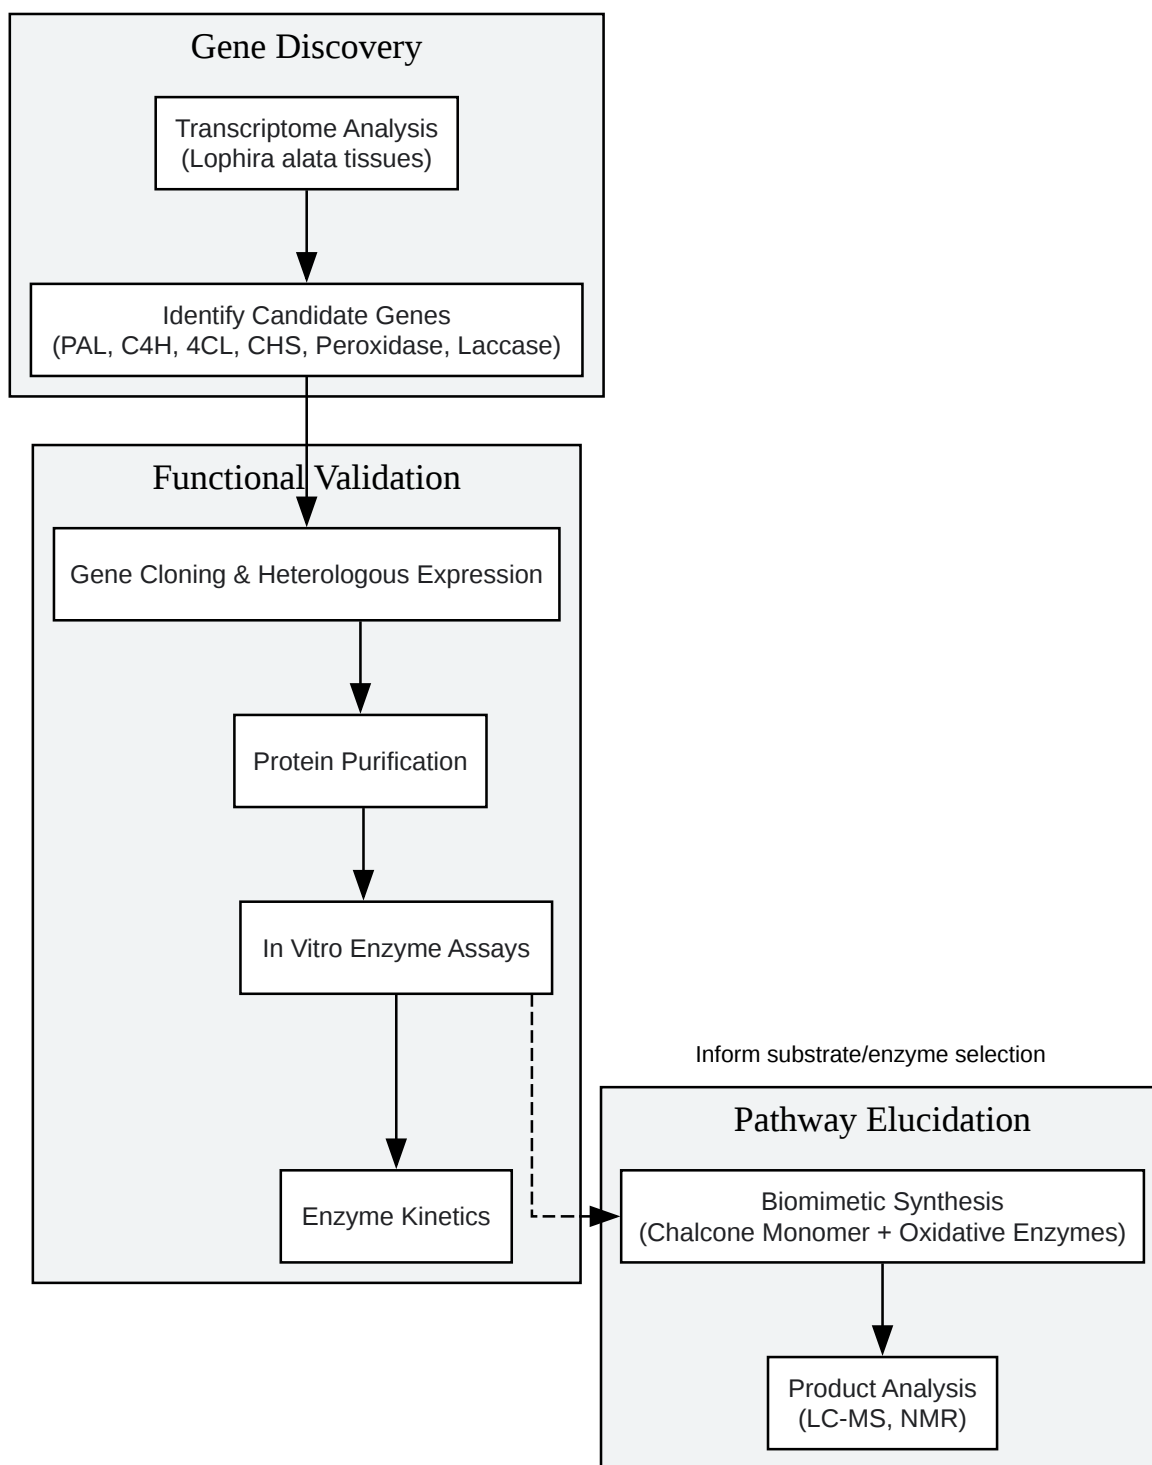 Gene Discovery
Transcriptome Analysis
(Lophira alata tissues)
Identify Candidate Genes
(PAL, C4H, 4CL, CHS, Peroxidase, Laccase)
Functional Validation
Gene Cloning & Heterologous Expression
Protein Purification
In Vitro Enzyme Assays
Enzyme Kinetics
Inform substrate/enzyme selection
Pathway Elucidation
Biomimetic Synthesis
(Chalcone Monomer + Oxidative Enzymes)
Product Analysis
(LC-MS, NMR)